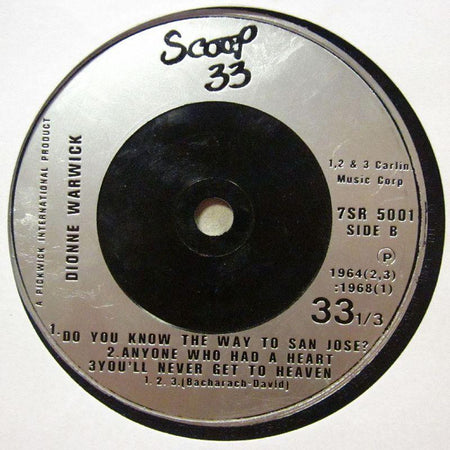 Scoop
33
A PICKWICK INTERNATIONAL PRODUCT
DIONNE WARWICK
1,2 & 3 Carlin
Music Corp
7SR 5001
SIDE B
P
1964(2,3)
:1968(1)
33 1/3
1·DO YOU KNOW THE WAY TO SAN JOSE?
2.ANYONE WHO HAD A HEART
3YOU'LL NEVER GET TO HEAVEN
1. 2. 3.(Bacharach-David)